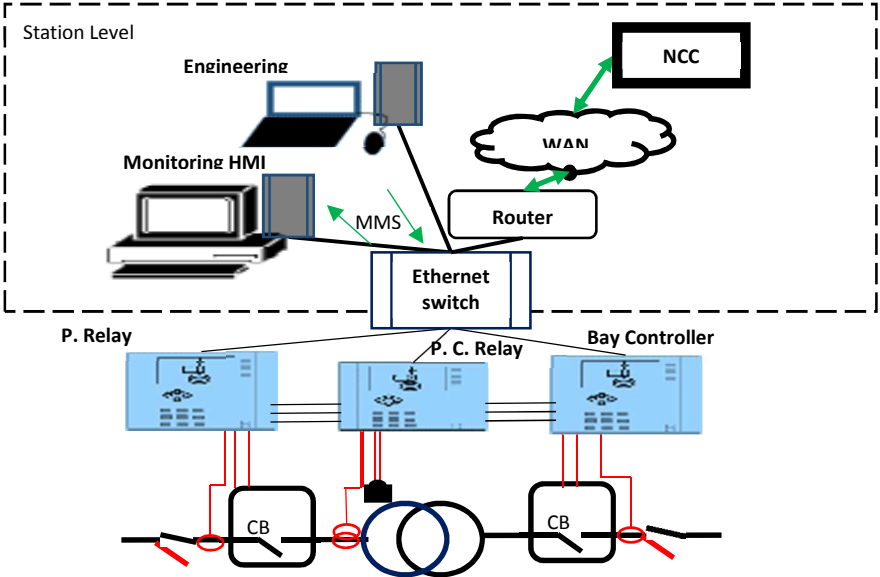 Station Level
NCC
Engineering
WAN
Monitoring HMI
MMS
Router
Ethernet
switch
P. Relay
P. C. Relay
Bay Controller
CB
CB